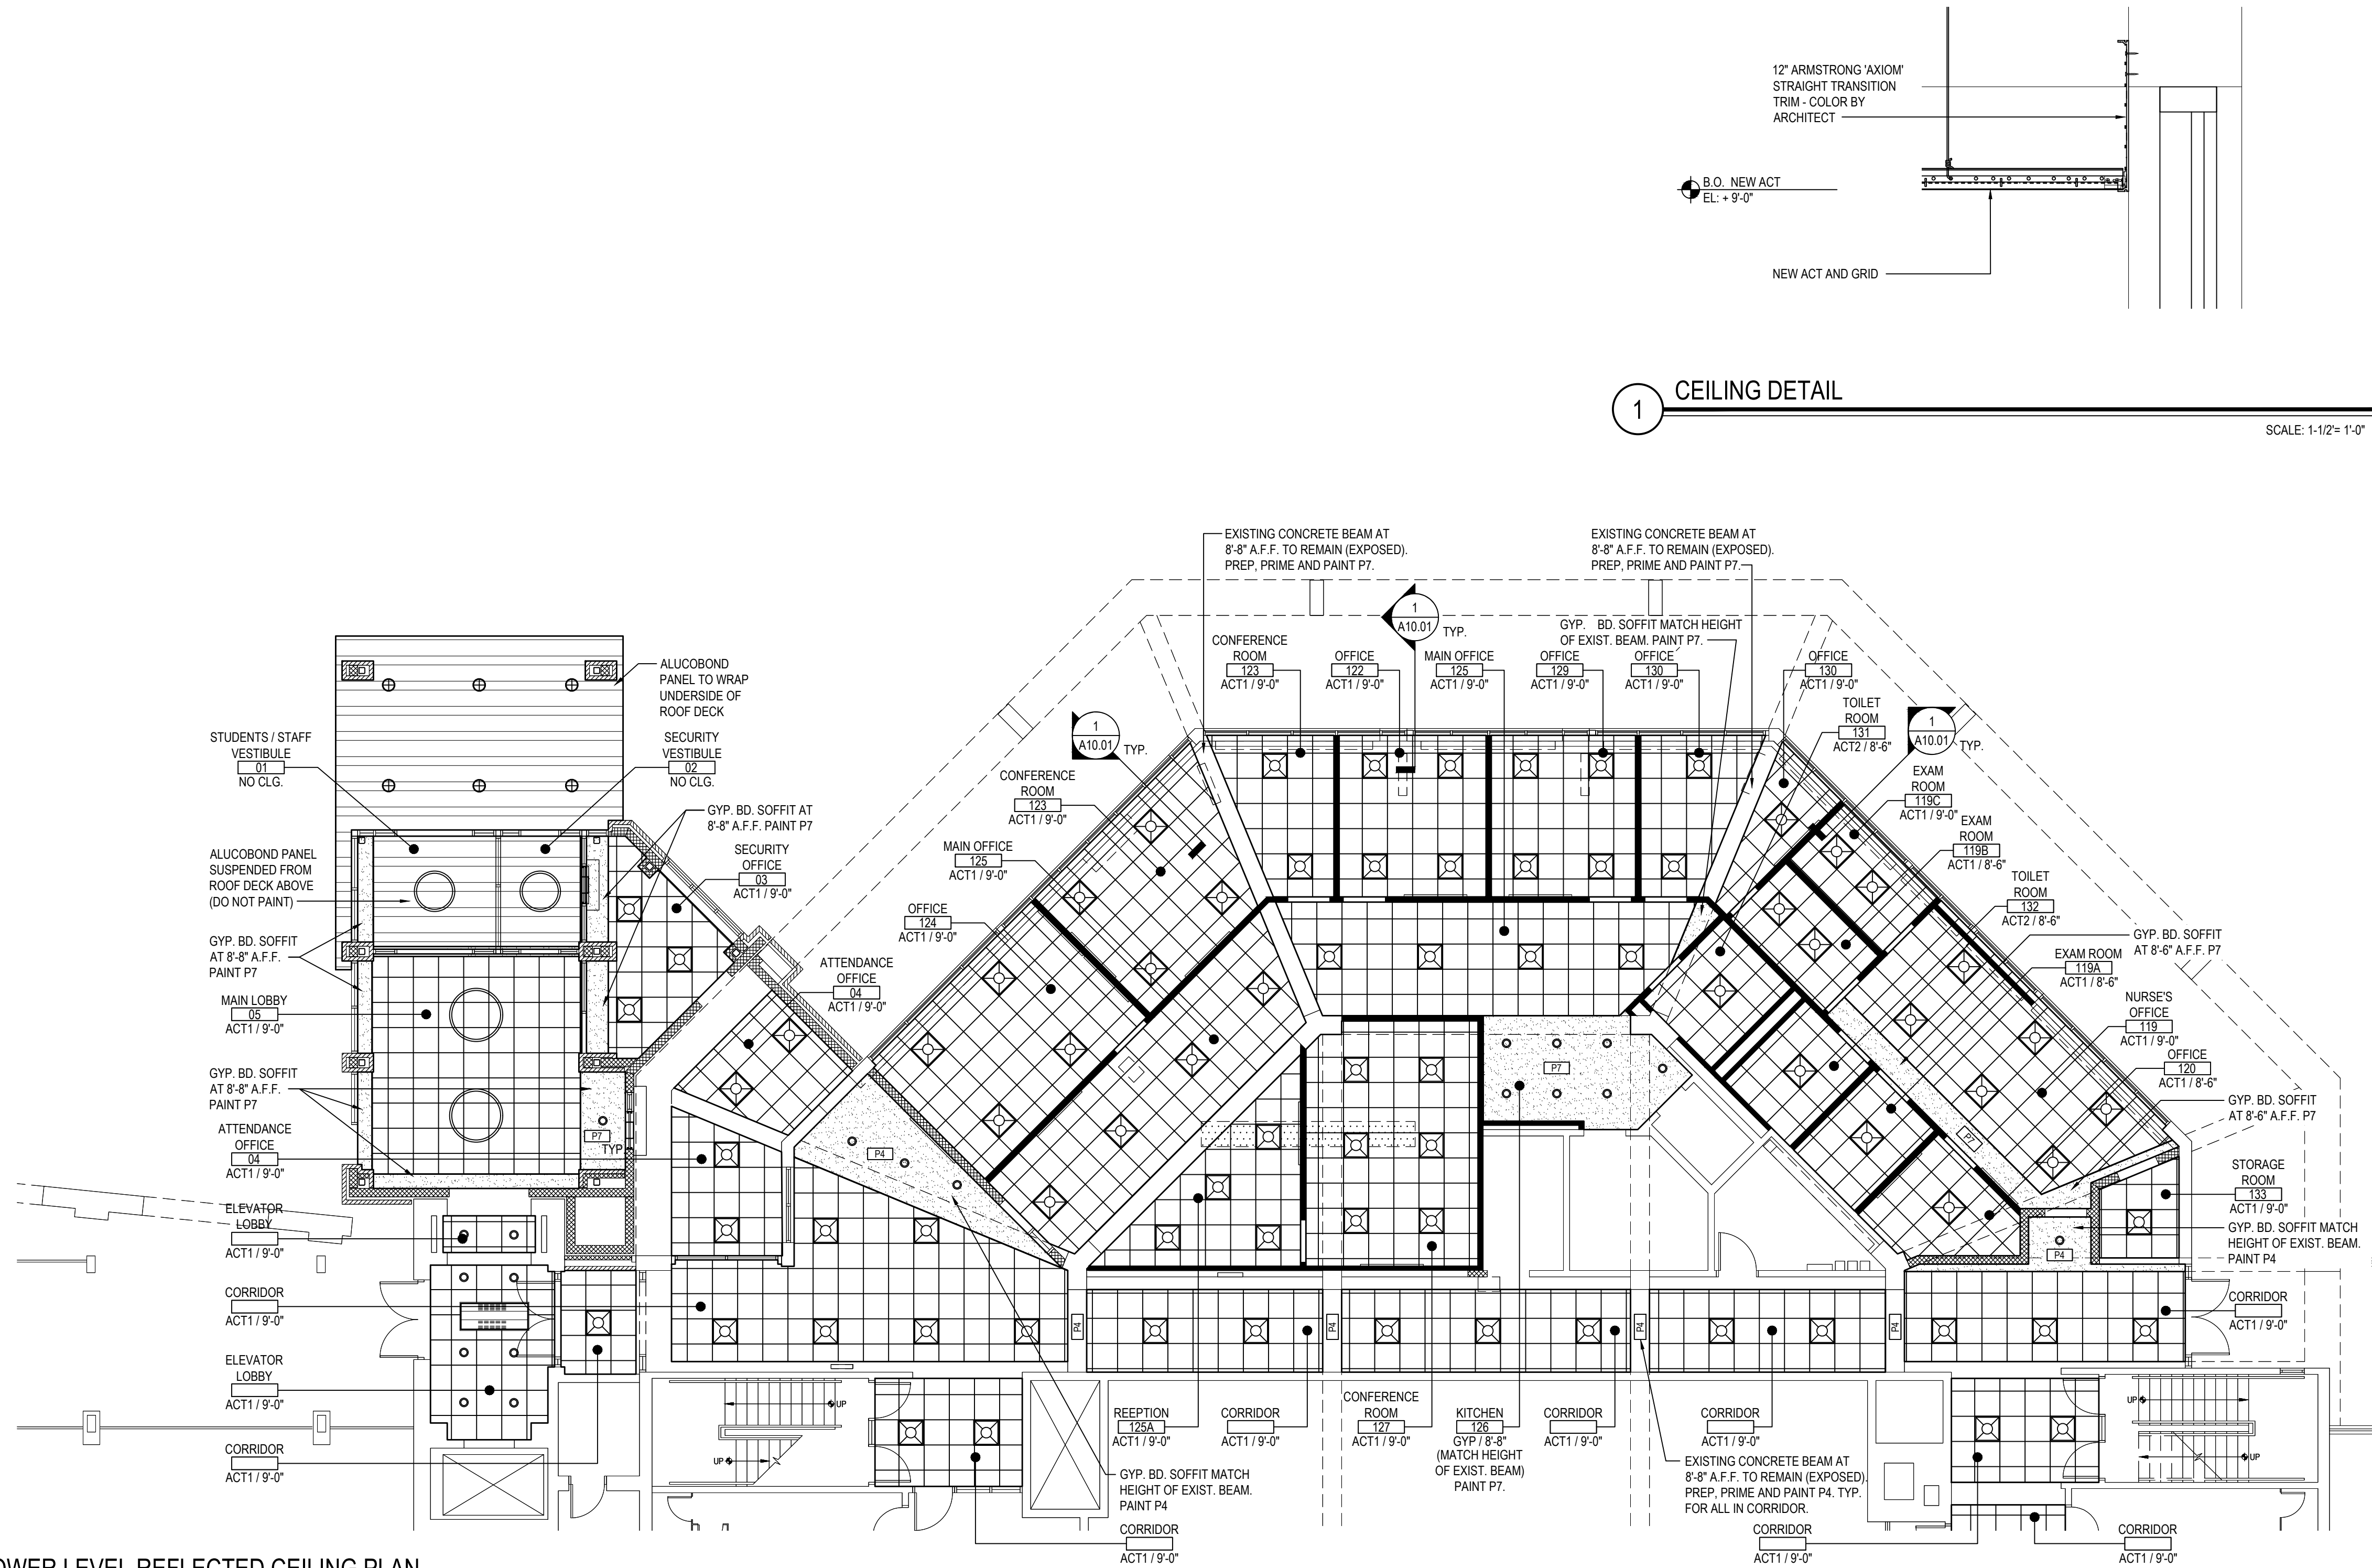 12" ARMSTRONG 'AXIOM'
STRAIGHT TRANSITION
TRIM - COLOR BY
ARCHITECT
B.O. NEW ACT
EL: + 9'-0"
NEW ACT AND GRID
1
CEILING DETAIL
SCALE: 1-1/2'= 1'-0"
EXISTING CONCRETE BEAM AT
8'-8" A.F.F. TO REMAIN (EXPOSED).
PREP, PRIME AND PAINT P7.
EXISTING CONCRETE BEAM AT
8'-8" A.F.F. TO REMAIN (EXPOSED).
PREP, PRIME AND PAINT P7.
1
A10.01
TYP.
GYP. BD. SOFFIT MATCH HEIGHT
OF EXIST. BEAM. PAINT P7.
CONFERENCE
ROOM
123
ACT1 / 9'-0"
OFFICE
122
ACT1 / 9'-0"
MAIN OFFICE
125
ACT1 / 9'-0"
OFFICE
129
ACT1 / 9'-0"
OFFICE
130
ACT1 / 9'-0"
OFFICE
130
ACT1 / 9'-0"
TOILET
ROOM
131
ACT2 / 8'-6"
1
A10.01
TYP.
1
A10.01
TYP.
EXAM
ROOM
119C
ACT1 / 9'-0"
EXAM
ROOM
119B
ACT1 / 8'-6"
TOILET
ROOM
132
ACT2 / 8'-6"
GYP. BD. SOFFIT
AT 8'-6" A.F.F. P7
EXAM ROOM
119A
ACT1 / 8'-6"
NURSE'S
OFFICE
119
ACT1 / 9'-0"
OFFICE
120
ACT1 / 8'-6"
GYP. BD. SOFFIT
AT 8'-6" A.F.F. P7
STORAGE
ROOM
133
ACT1 / 9'-0"
GYP. BD. SOFFIT MATCH
HEIGHT OF EXIST. BEAM.
PAINT P4
CORRIDOR
ACT1 / 9'-0"
ALUCOBOND
PANEL TO WRAP
UNDERSIDE OF
ROOF DECK
STUDENTS / STAFF
VESTIBULE
01
NO CLG.
SECURITY
VESTIBULE
02
NO CLG.
GYP. BD. SOFFIT AT
8'-8" A.F.F. PAINT P7
ALUCOBOND PANEL
SUSPENDED FROM
ROOF DECK ABOVE
(DO NOT PAINT)
SECURITY
OFFICE
03
ACT1 / 9'-0"
CONFERENCE
ROOM
123
ACT1 / 9'-0"
MAIN OFFICE
125
ACT1 / 9'-0"
OFFICE
124
ACT1 / 9'-0"
ATTENDANCE
OFFICE
04
ACT1 / 9'-0"
GYP. BD. SOFFIT
AT 8'-8" A.F.F.
PAINT P7
MAIN LOBBY
05
ACT1 / 9'-0"
GYP. BD. SOFFIT
AT 8'-8" A.F.F.
PAINT P7
ATTENDANCE
OFFICE
04
ACT1 / 9'-0"
P7
TYP
P4
P7
P7
P4
ELEVATOR
LOBBY
ACT1 / 9'-0"
CORRIDOR
ACT1 / 9'-0"
ELEVATOR
LOBBY
ACT1 / 9'-0"
CORRIDOR
ACT1 / 9'-0"
P4
P4
P4
P4
UP
UP
UP
UP
REEPTION
125A
ACT1 / 9'-0"
CORRIDOR
ACT1 / 9'-0"
CONFERENCE
ROOM
127
ACT1 / 9'-0"
KITCHEN
126
GYP / 8'-8"
(MATCH HEIGHT
OF EXIST. BEAM)
PAINT P7.
CORRIDOR
ACT1 / 9'-0"
CORRIDOR
ACT1 / 9'-0"
GYP. BD. SOFFIT MATCH
HEIGHT OF EXIST. BEAM.
PAINT P4
EXISTING CONCRETE BEAM AT
8'-8" A.F.F. TO REMAIN (EXPOSED).
PREP, PRIME AND PAINT P4. TYP.
FOR ALL IN CORRIDOR.
CORRIDOR
ACT1 / 9'-0"
CORRIDOR
ACT1 / 9'-0"
CORRIDOR
ACT1 / 9'-0"
OWER LEVEL REFLECTED CEILING PLAN